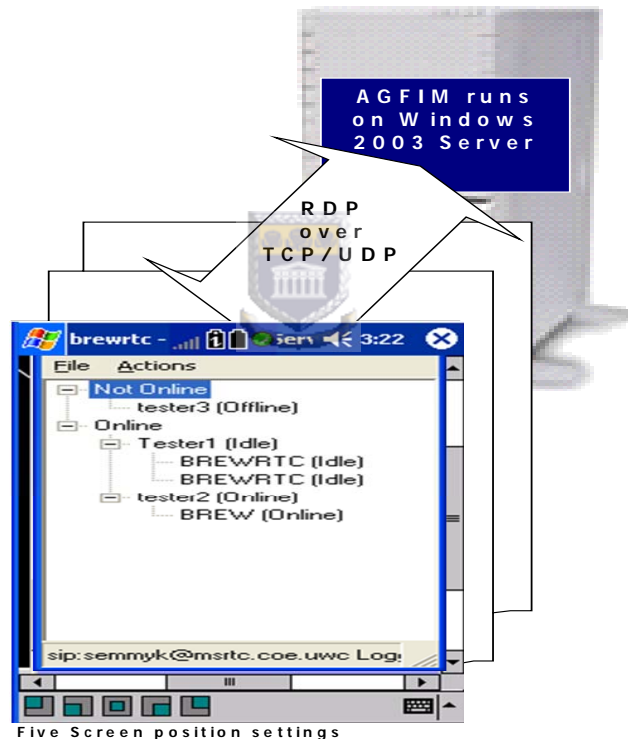 AGFIM runs
on Windows
2003 Server
RDP
over
TCP/UDP
brewrtc - Serv 3:22
File Actions
Not Online
tester3 (Offline)
Online
Tester1 (Idle)
BREWRTC (Idle)
BREWRTC (Idle)
tester2 (Online)
BREW (Online)
sip:semmyk@msrtc.coe.uwc Log
Five Screen position settings